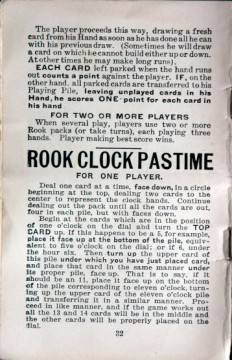 The player proceeds this way, drawing a fresh
card from his Hand as soon as he has done all he can
with his previous draw. (Sometimes he will draw
a card on which he cannot build either up or down.
At other times he may make long runs).
EACH CARD left parked when the hand runs
out counts a point against the player. IF, on the
other hand, all parked cards are transferred to his
Playing Pile, leaving unplayed cards in his
Hand, he scores ONE point for each card in
his hand
FOR TWO OR MORE PLAYERS
When several play, players use two or more
Rook packs (or take turns), each playing three
hands. Player making best score wins.
ROOK CLOCK PASTIME
FOR ONE PLAYER.
Deal one card at a time, face down, in a circle
beginning at the top, dealing two cards to the
center to represent the clock hands. Continue
dealing out the pack until all the cards are out,
four in each pile, but with faces down.
Begin at the cards which are in the position
of one o'clock on the dial and turn the TOP
CARD up. If this happens to be a 5, for example,
place it face up at the bottom of the pile, equiv-
alent to five o'clock on the dial; or if 6, under
the hour six. Then turn up the upper card of
this pile under which you have just placed card,
and place that card in the same manner under
its proper pile, face up. That is to say, if it
should be an 11, place it face up on the bottom
of the pile corresponding to eleven o'clock, turn-
ing up the upper card of the eleven o'clock pile
and transferring it in a similar manner. Pro-
ceed in like manner, and if the game works out
all the 13 and 14 cards will be in the middle and
the other cards will be properly placed on the
dial.
32